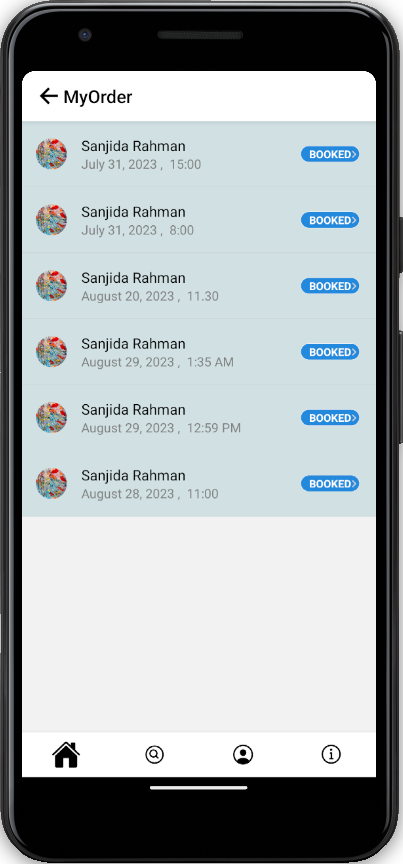 MyOrder
Sanjida Rahman
July 31, 2023 , 15:00
BOOKED
Sanjida Rahman
July 31, 2023 , 8:00
BOOKED
Sanjida Rahman
August 20, 2023 , 11.30
BOOKED
Sanjida Rahman
August 29, 2023 , 1:35 AM
BOOKED
Sanjida Rahman
August 29, 2023 , 12:59 PM
BOOKED
Sanjida Rahman
August 28, 2023 , 11:00
BOOKED